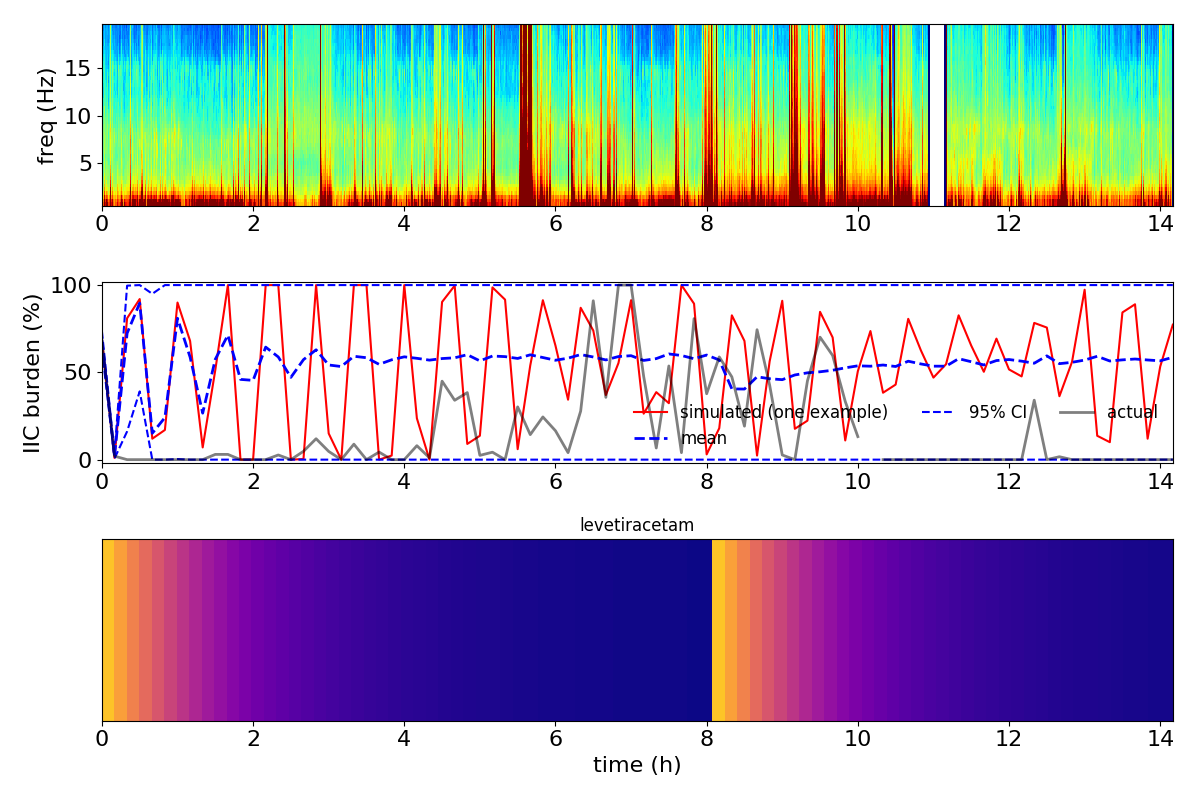 freq (Hz)
15
10
5
0 2 4 6 8 10 12 14
IIC burden (%)
100
50
0
simulated (one example) 95% CI actual
mean
0 2 4 6 8 10 12 14
levetiracetam
0 2 4 6 8 10 12 14
time (h)